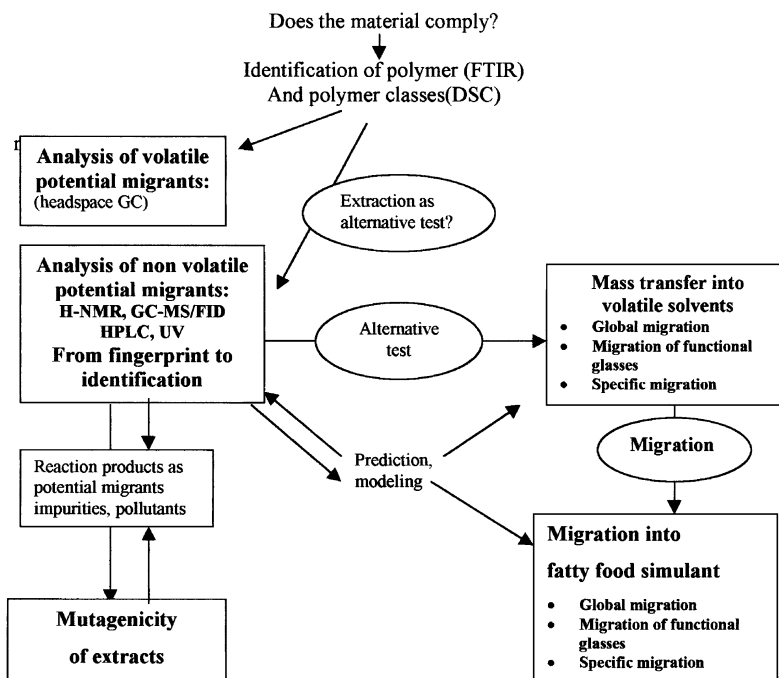 Does the material comply?
Identification of polymer (FTIR)
And polymer classes(DSC)
r
Analysis of volatile
potential migrants:
(headspace GC)
Extraction as
alternative test?
Analysis of non volatile
potential migrants:
H-NMR, GC-MS/FID
HPLC, UV
From fingerprint to
identification
Alternative
test
Mass transfer into
volatile solvents
• Global migration
• Migration of functional
glasses
• Specific migration
Migration
Reaction products as
potential migrants
impurities, pollutants
Prediction,
modeling
Migration into
fatty food simulant
• Global migration
• Migration of functional
glasses
• Specific migration
Mutagenicity
of extracts